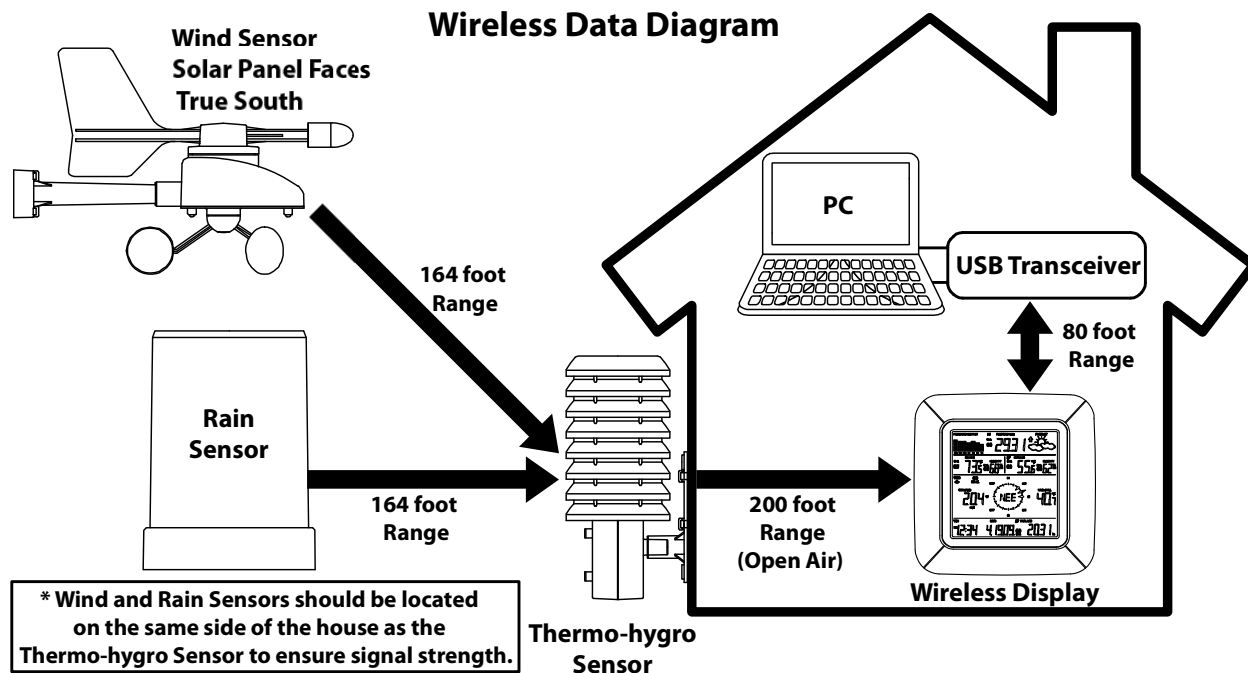 Wireless Data Diagram
Wind Sensor
Solar Panel Faces
True South
PC
USB Transceiver
164 foot
Range
80 foot
Range
Rain
Sensor
164 foot
Range
200 foot
Range
(Open Air)
NEE
Wireless Display
* Wind and Rain Sensors should be located
on the same side of the house as the
Thermo-hygro Sensor to ensure signal strength.
Thermo-hygro
Sensor